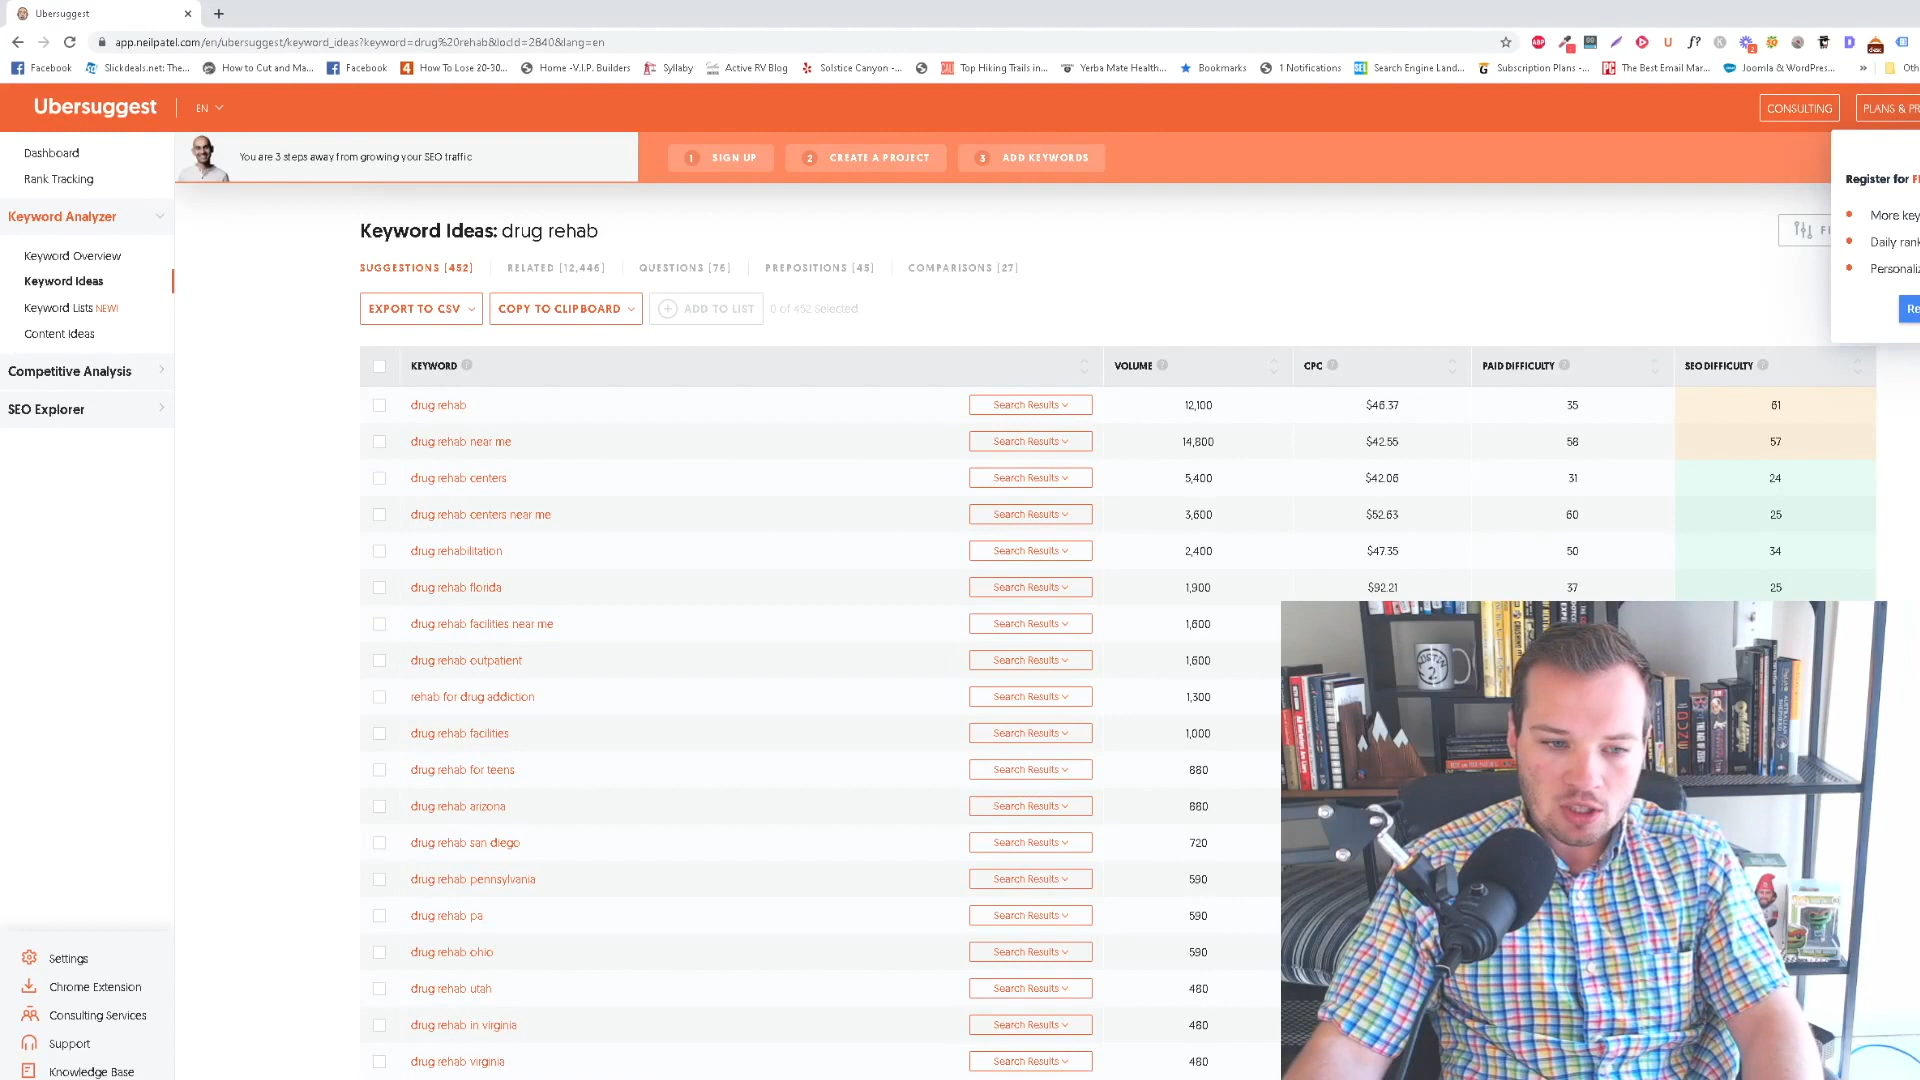 Ubersuggest
app.neilpatel.com/en/ubersuggest/keyword_ideas?keyword=drug%20rehab&locId=2840&lang=en
Facebook Slickdeals.net: The... How to Cut and Ma... Facebook How To Lose 20-30... Home -V.I.P. Builders Syllaby Active RV Blog Solstice Canyon -... Top Hiking Trails in... Yerba Mate Health... Bookmarks 1 Notifications Search Engine Land... Subscription Plans -... The Best Email Mar... Joomla & WordPres... » Oth
Ubersuggest EN CONSULTING PLANS & PR
Dashboard
Rank Tracking
Keyword Analyzer
Keyword Overview
Keyword Ideas
Keyword Lists NEW!
Content Ideas
Competitive Analysis
SEO Explorer
Settings
Chrome Extension
Consulting Services
Support
Knowledge Base
You are 3 steps away from growing your SEO traffic
1 SIGN UP 2 CREATE A PROJECT 3 ADD KEYWORDS
Register for F
More key
Daily rank
Personaliz
Re
Keyword Ideas: drug rehab
SUGGESTIONS [452] RELATED [12,446] QUESTIONS [76] PREPOSITIONS [45] COMPARISONS [27]
EXPORT TO CSV COPY TO CLIPBOARD ADD TO LIST 0 of 452 Selected
KEYWORD VOLUME CPC PAID DIFFICULTY SEO DIFFICULTY
drug rehab Search Results 12,100 $46.37 35 61
drug rehab near me Search Results 14,800 $42.55 58 57
drug rehab centers Search Results 5,400 $42.06 31 24
drug rehab centers near me Search Results 3,600 $52.63 60 25
drug rehabilitation Search Results 2,400 $47.35 50 34
drug rehab florida Search Results 1,900 $92.21 37 25
drug rehab facilities near me Search Results 1,600
drug rehab outpatient Search Results 1,600
rehab for drug addiction Search Results 1,300
drug rehab facilities Search Results 1,000
drug rehab for teens Search Results 880
drug rehab arizona Search Results 880
drug rehab san diego Search Results 720
drug rehab pennsylvania Search Results 590
drug rehab pa Search Results 590
drug rehab ohio Search Results 590
drug rehab utah Search Results 480
drug rehab in virginia Search Results 480
drug rehab virginia Search Results 480